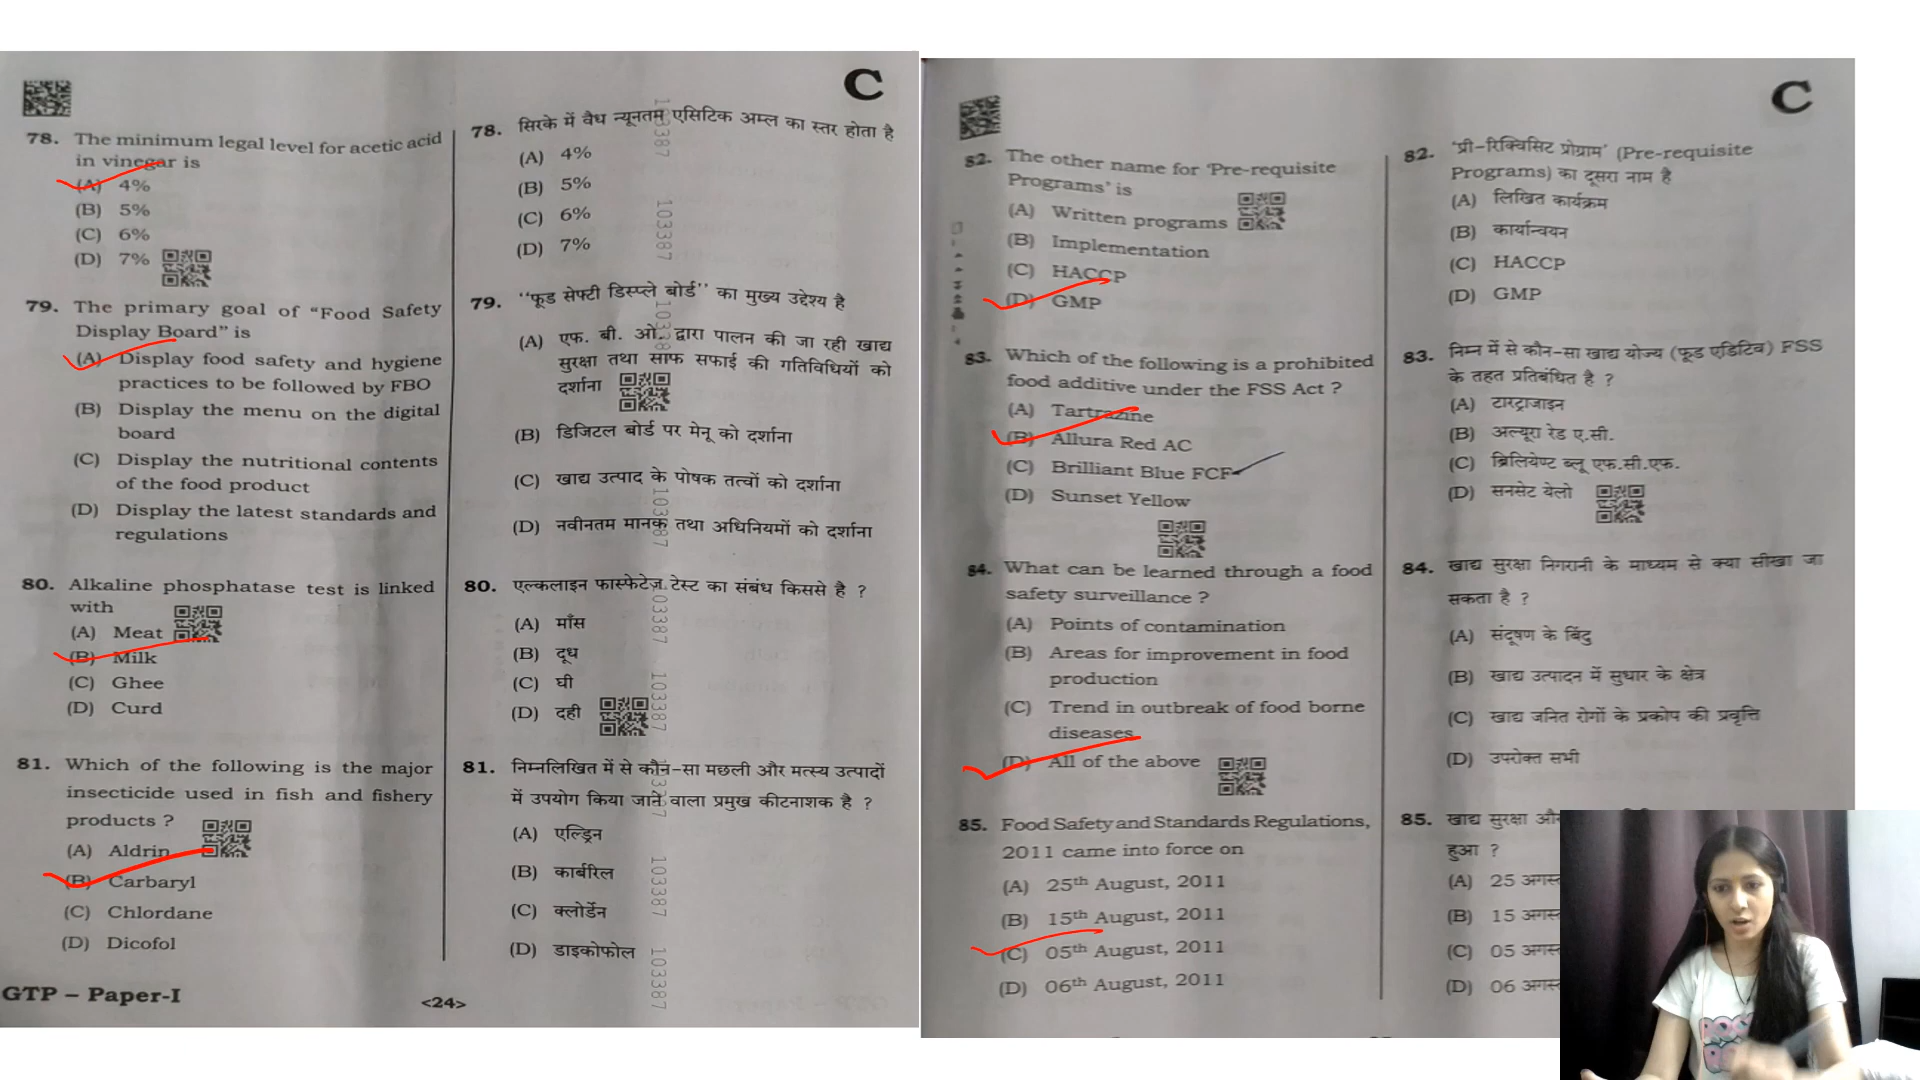 C
78. The minimum legal level for acetic acid
in vinegar is
(A) 4%
(B) 5%
(C) 6%
(D) 7%
79. The primary goal of "Food Safety
Display Board" is
(A) Display food safety and hygiene
practices to be followed by FBO
(B) Display the menu on the digital
board
(C) Display the nutritional contents
of the food product
(D) Display the latest standards and
regulations
80. Alkaline phosphatase test is linked
with
(A) Meat
(B) Milk
(C) Ghee
(D) Curd
81. Which of the following is the major
insecticide used in fish and fishery
products ?
(A) Aldrin
(B) Carbaryl
(C) Chlordane
(D) Dicofol
GTP – Paper-I
<24>
78. सिरके में वैध न्यूनतम एसिटिक अम्ल का स्तर होता है
(A) 4%
(B) 5%
(C) 6%
(D) 7%
79. ''फूड सेफ्टी डिस्प्ले बोर्ड'' का मुख्य उद्देश्य है
(A) एफ. बी. ओ. द्वारा पालन की जा रही खाद्य
सुरक्षा तथा साफ सफाई की गतिविधियों को
दर्शाना
(B) डिजिटल बोर्ड पर मेनू को दर्शाना
(C) खाद्य उत्पाद के पोषक तत्वों को दर्शाना
(D) नवीनतम मानक तथा अधिनियमों को दर्शाना
80. एल्कलाइन फास्फेटेज़ टेस्ट का संबंध किससे है ?
(A) माँस
(B) दूध
(C) घी
(D) दही
81. निम्नलिखित में से कौन-सा मछली और मत्स्य उत्पादों
में उपयोग किया जाने वाला प्रमुख कीटनाशक है ?
(A) एल्ड्रिन
(B) कार्बरिल
(C) क्लोर्डेन
(D) डाइकोफोल
103387
103387
103387
103387
103387
103387
103387
103387
103387
C
82. The other name for 'Pre-requisite
Programs' is
(A) Written programs
(B) Implementation
(C) HACCP
(D) GMP
83. Which of the following is a prohibited
food additive under the FSS Act ?
(A) Tartrazine
(B) Allura Red AC
(C) Brilliant Blue FCF
(D) Sunset Yellow
84. What can be learned through a food
safety surveillance ?
(A) Points of contamination
(B) Areas for improvement in food
production
(C) Trend in outbreak of food borne
diseases
(D) All of the above
85. Food Safety and Standards Regulations,
2011 came into force on
(A) 25th August, 2011
(B) 15th August, 2011
(C) 05th August, 2011
(D) 06th August, 2011
82. 'प्री-रिक्विसिट प्रोग्राम' (Pre-requisite
Programs) का दूसरा नाम है
(A) लिखित कार्यक्रम
(B) कार्यान्वयन
(C) HACCP
(D) GMP
83. निम्न में से कौन-सा खाद्य योज्य (फूड एडिटिव) FSS
के तहत प्रतिबंधित है ?
(A) टारट्राजाइन
(B) अल्यूरा रेड ए.सी.
(C) ब्रिलियेण्ट ब्लू एफ.सी.एफ.
(D) सनसेट येलो
84. खाद्य सुरक्षा निगरानी के माध्यम से क्या सीखा जा
सकता है ?
(A) संदूषण के बिंदु
(B) खाद्य उत्पादन में सुधार के क्षेत्र
(C) खाद्य जनित रोगों के प्रकोप की प्रवृत्ति
(D) उपरोक्त सभी
85. खाद्य सुरक्षा
हुआ ?
(A) 25
(B) 15
(C) 05
(D) 06